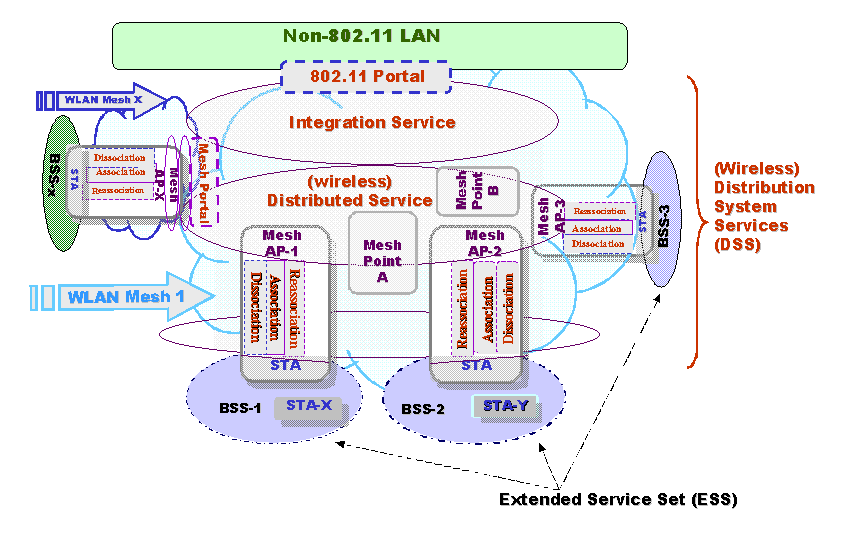 Non-802.11 LAN
802.11 Portal
WLAN Mesh X
Integration Service
BSS-x
STA
Dissociation
Association
Reassociation
Mesh
AP-X
Mesh Portal
(wireless)
Distributed Service
Mesh
Point
B
Mesh
AP-3
Reassociation
Association
Dissociation
STA
BSS-3
(Wireless)
Distribution
System
Services
(DSS)
Mesh
AP-1
Mesh
Point
A
Mesh
AP-2
WLAN Mesh 1
Dissociation
Association
Reassociation
STA
Reassociation
Association
Dissociation
STA
BSS-1
STA-X
BSS-2
STA-Y
Extended Service Set (ESS)